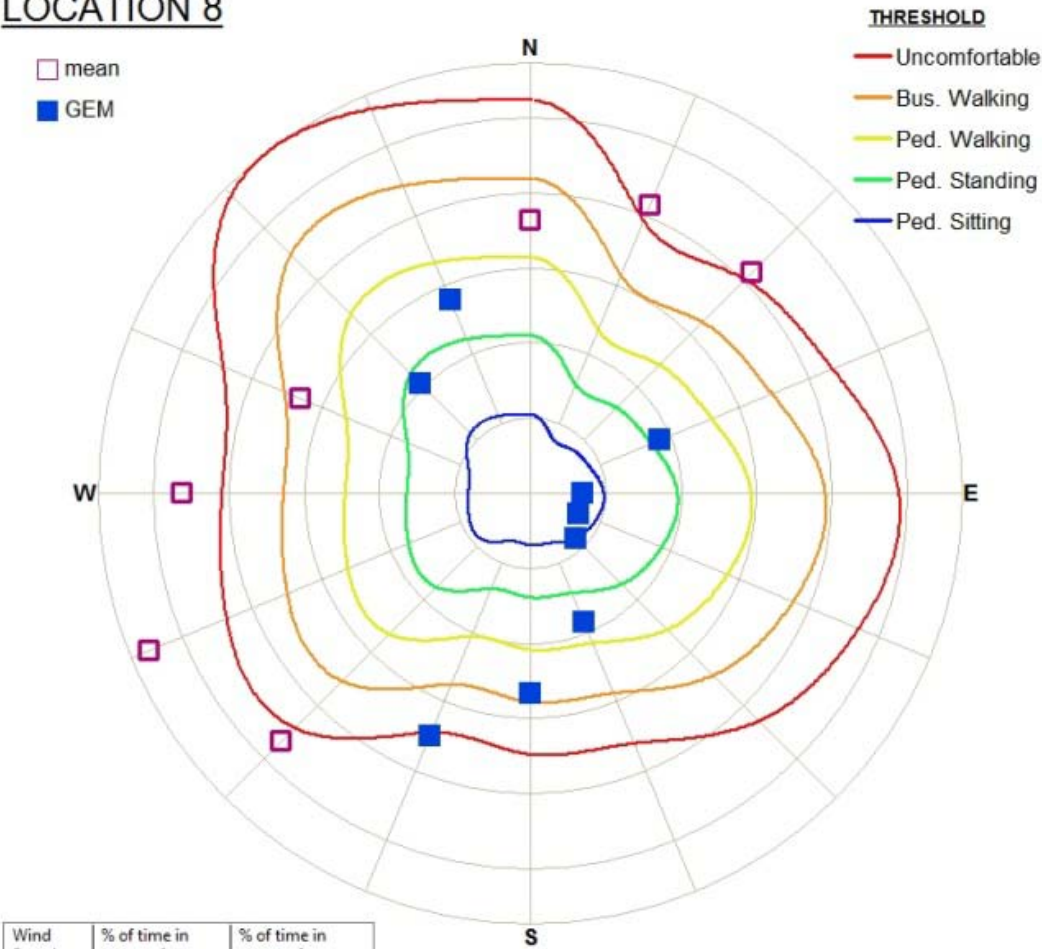 LOCATION 8
mean
GEM
THRESHOLD
Uncomfortable
Bus. Walking
Ped. Walking
Ped. Standing
Ped. Sitting
N
W
E
S
Wind
% of time in
% of time in